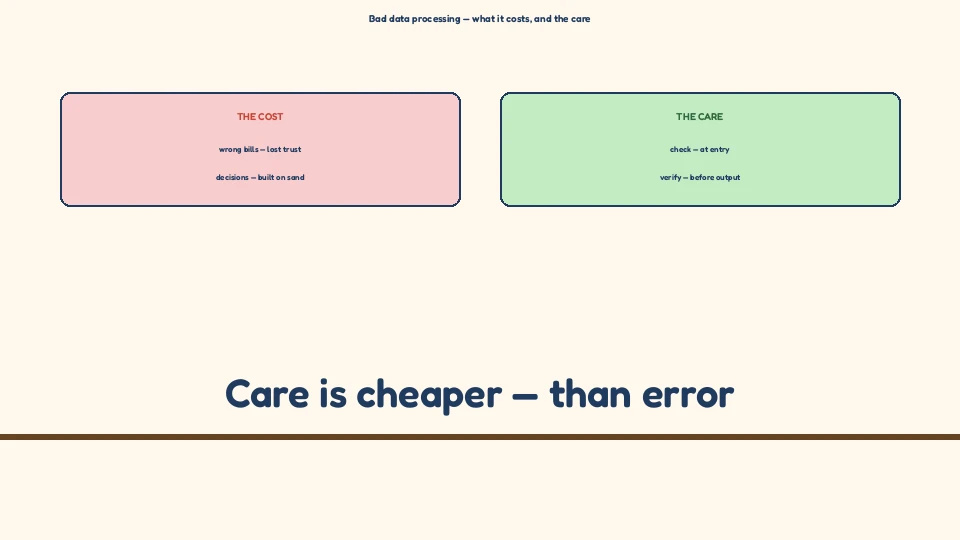 Bad data processing — what it costs, and the care
THE COST
wrong bills — lost trust
decisions — built on sand
THE CARE
check — at entry
verify — before output
Care is cheaper — than error